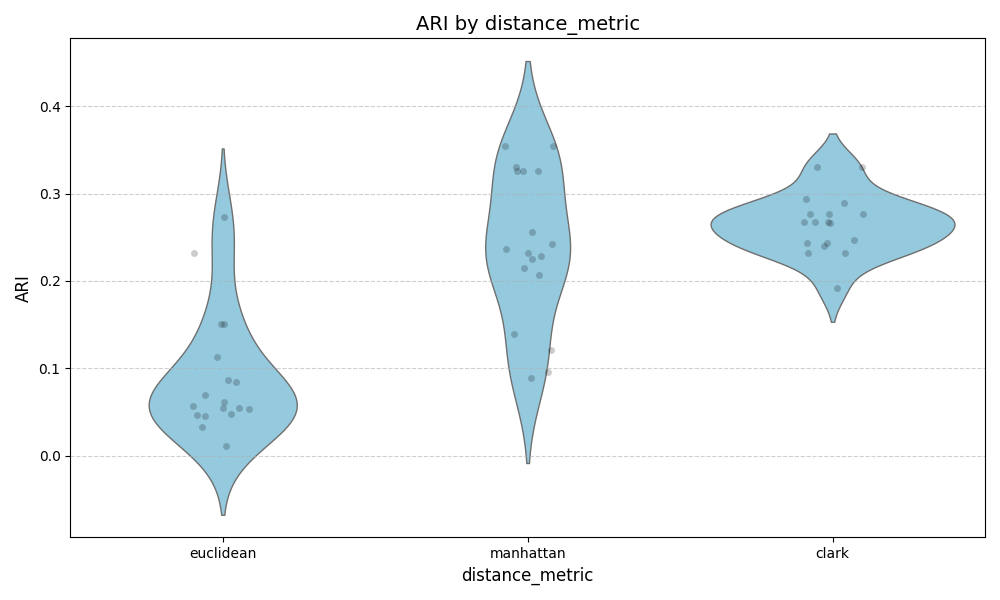 ARI by distance_metric
ARI
0.4
0.3
0.2
0.1
0.0
euclidean
manhattan
clark
distance_metric